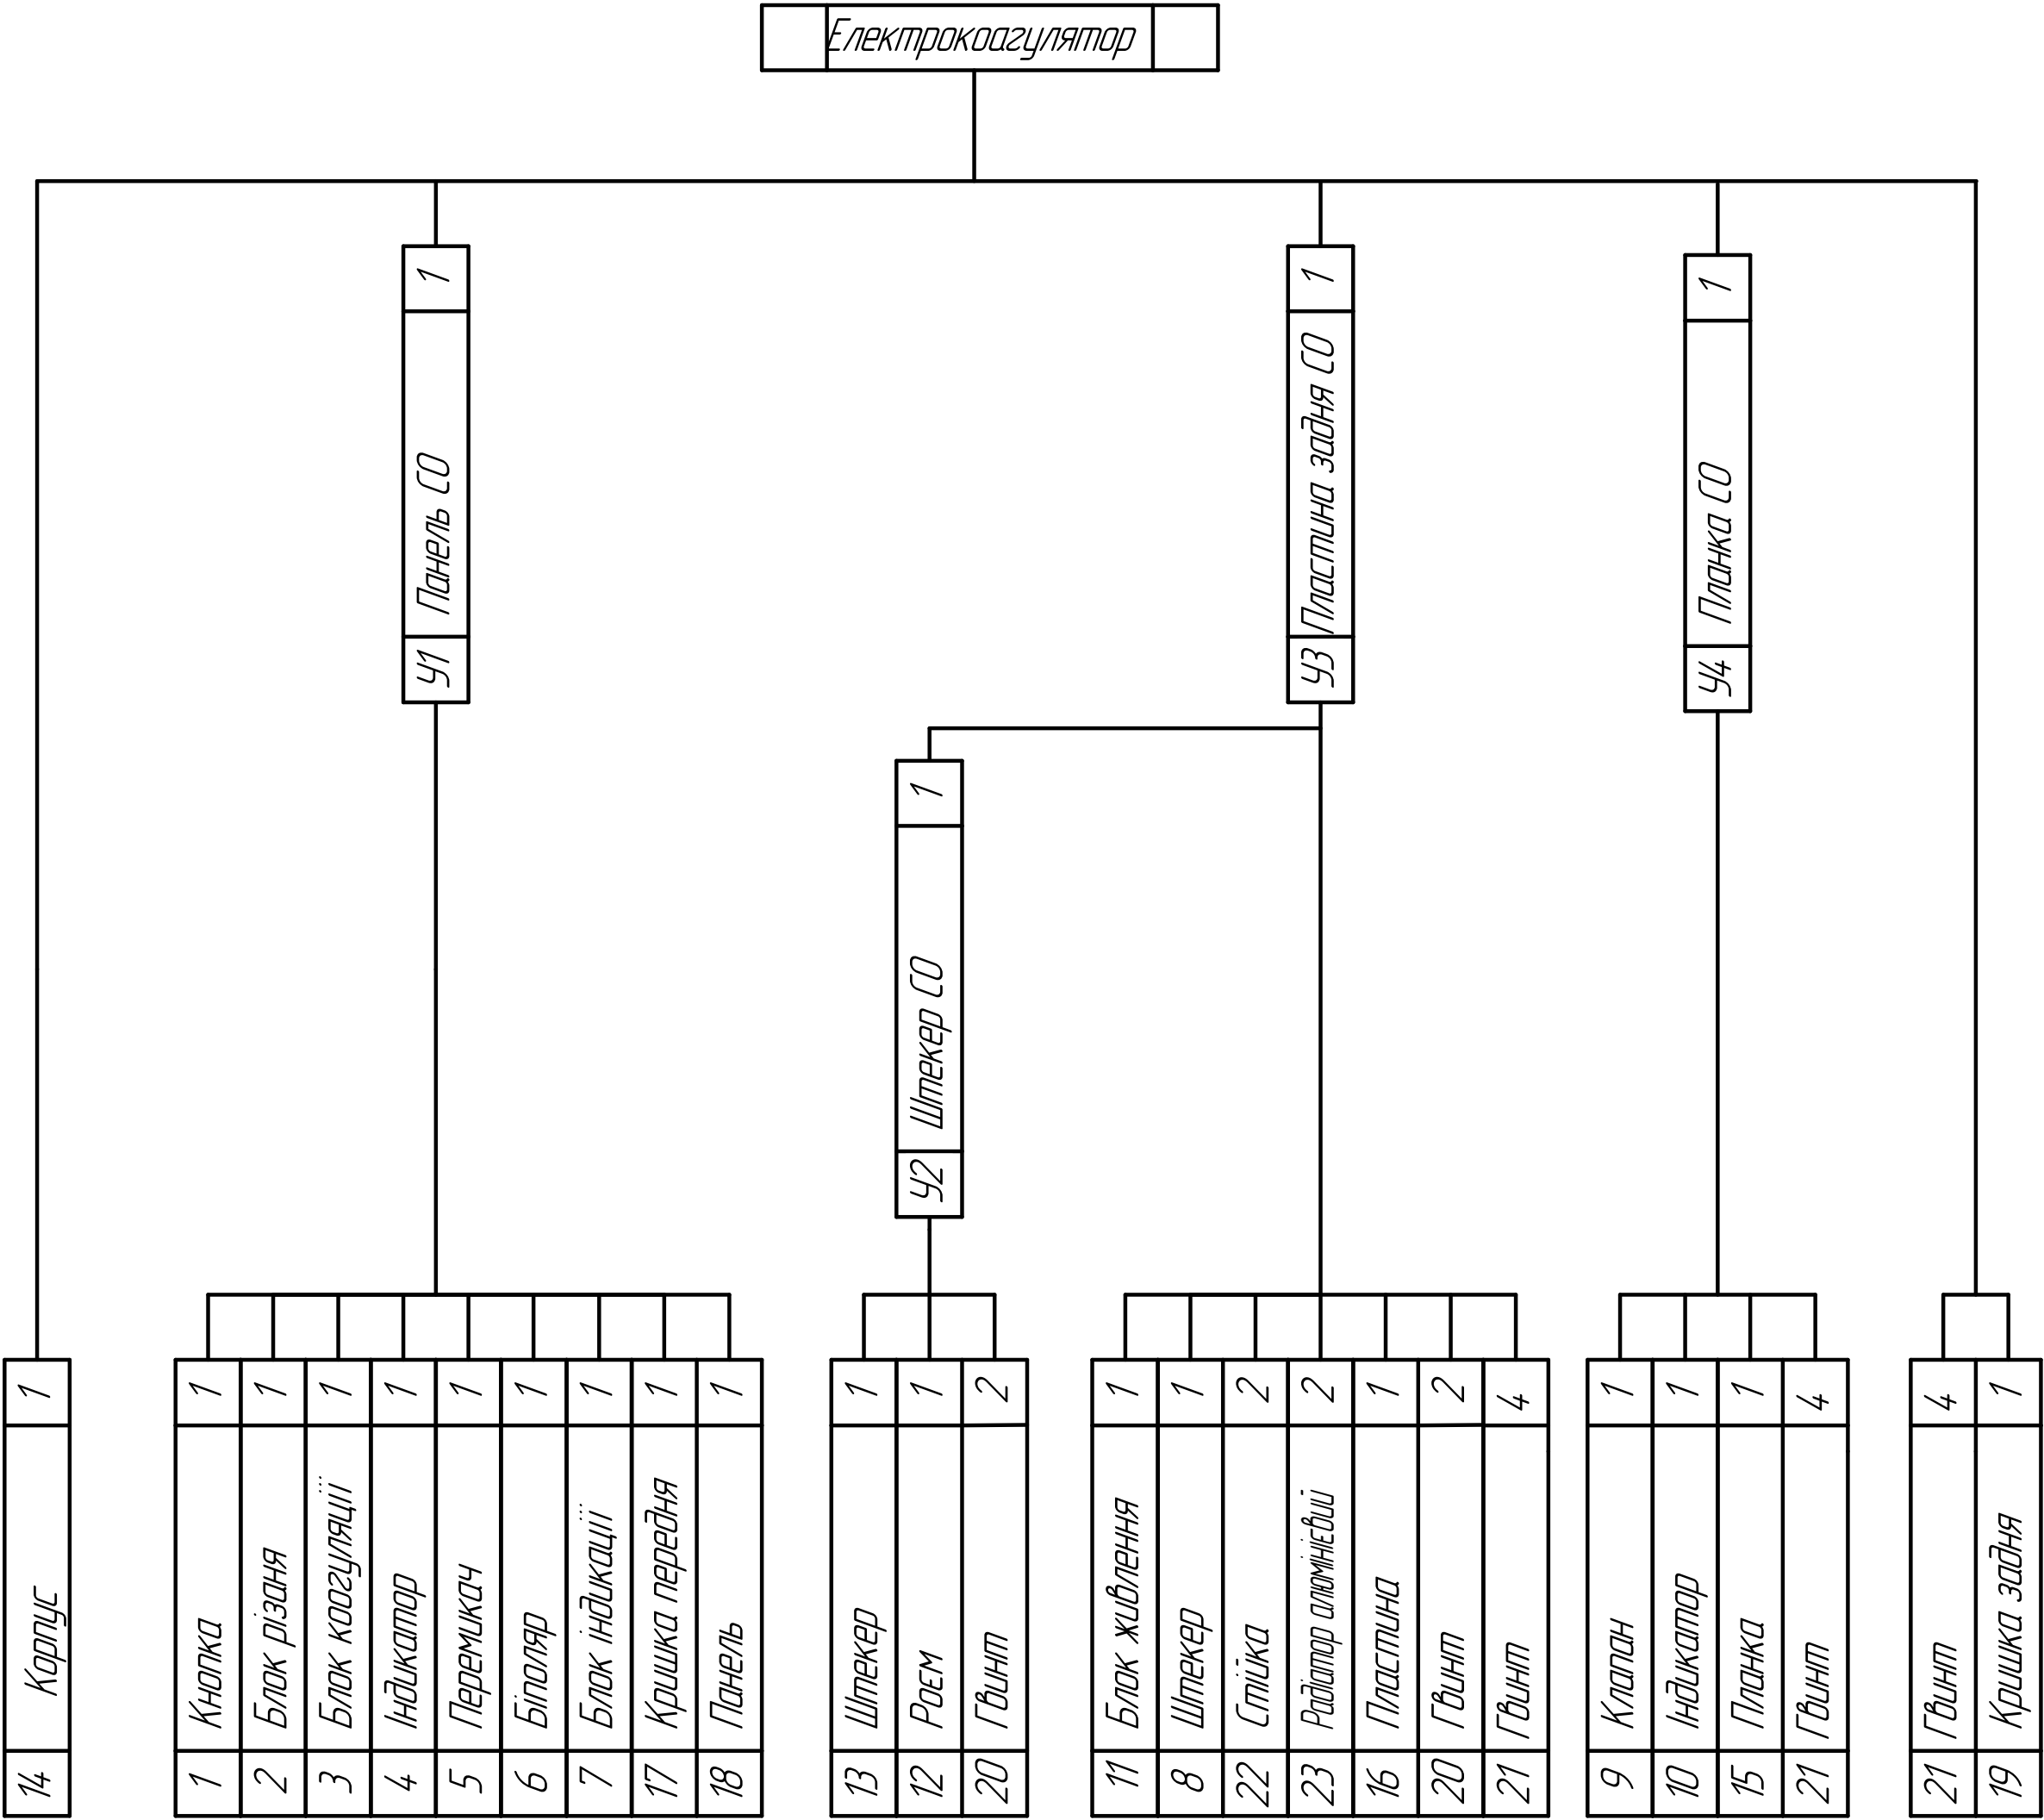 Електрокоагулятор
У1 Панель СО 1
У3 Пластина задня СО 1
У4 Планка СО 1
У2 Штекер СО 1
14 Корпус 1
1 Кнопка 1
2 Блок різаня 1
3 Блок коогуляциїї 1
4 Індикатор 1
5 Перемикач 1
6 Біполяр 1
7 Блок індикаціїї 1
17 Кришка передня 1
18 Панель 1
13 Штекер 1
12 Роем 1
20 Гвинт 2
11 Блок живлення 1
8 Штекер 1
22 Стійка 2
23 Радіатор алюмінієвий 2
16 Пластина 1
20 Гвинт 2
21 Гвинт 4
9 Клапан 1
10 Індикатор 1
15 Планка 1
21 Гвинт 4
21 Гвинт 4
19 Кришка задня 1